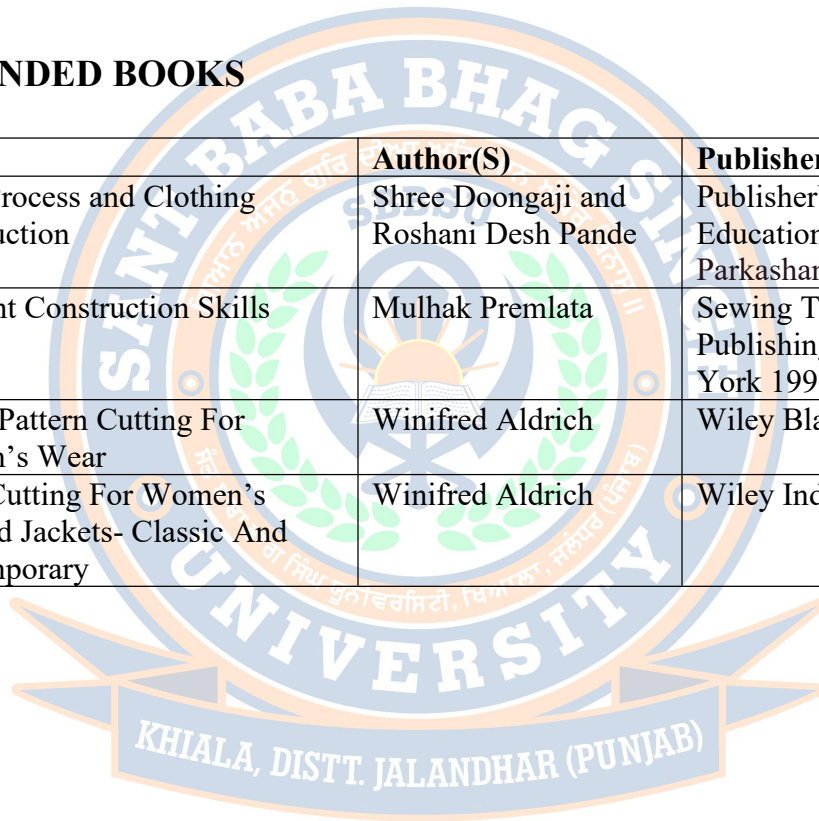 NDED BOOKS
Author(S) Publisher
rocess and Clothing Shree Doongaji and Publisher
uction Roshani Desh Pande Education
Parkashan
nt Construction Skills Mulhak Premlata Sewing T
Publishing
York 199
Pattern Cutting For Winifred Aldrich Wiley Bla
n’s Wear
Cutting For Women’s Winifred Aldrich Wiley Ind
d Jackets- Classic And
mporary
SANT BABA BHAG SINGH
SBBSU
UNIVERSITY
KHIALA, DISTT. JALANDHAR (PUNJAB)